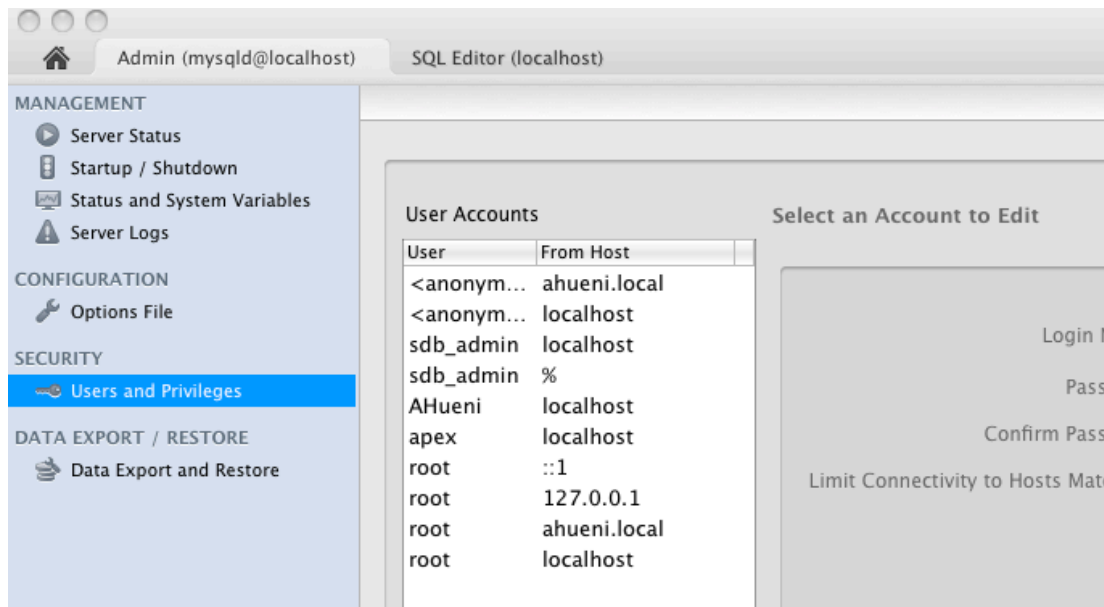 Admin (mysqld@localhost) SQL Editor (localhost)
MANAGEMENT
Server Status
Startup / Shutdown
Status and System Variables
Server Logs
CONFIGURATION
Options File
SECURITY
Users and Privileges
DATA EXPORT / RESTORE
Data Export and Restore
User Accounts
User From Host
<anonym... ahueni.local
<anonym... localhost
sdb_admin localhost
sdb_admin %
AHueni localhost
apex localhost
root ::1
root 127.0.0.1
root ahueni.local
root localhost
Select an Account to Edit
Login
Pass
Confirm Pass
Limit Connectivity to Hosts Mat